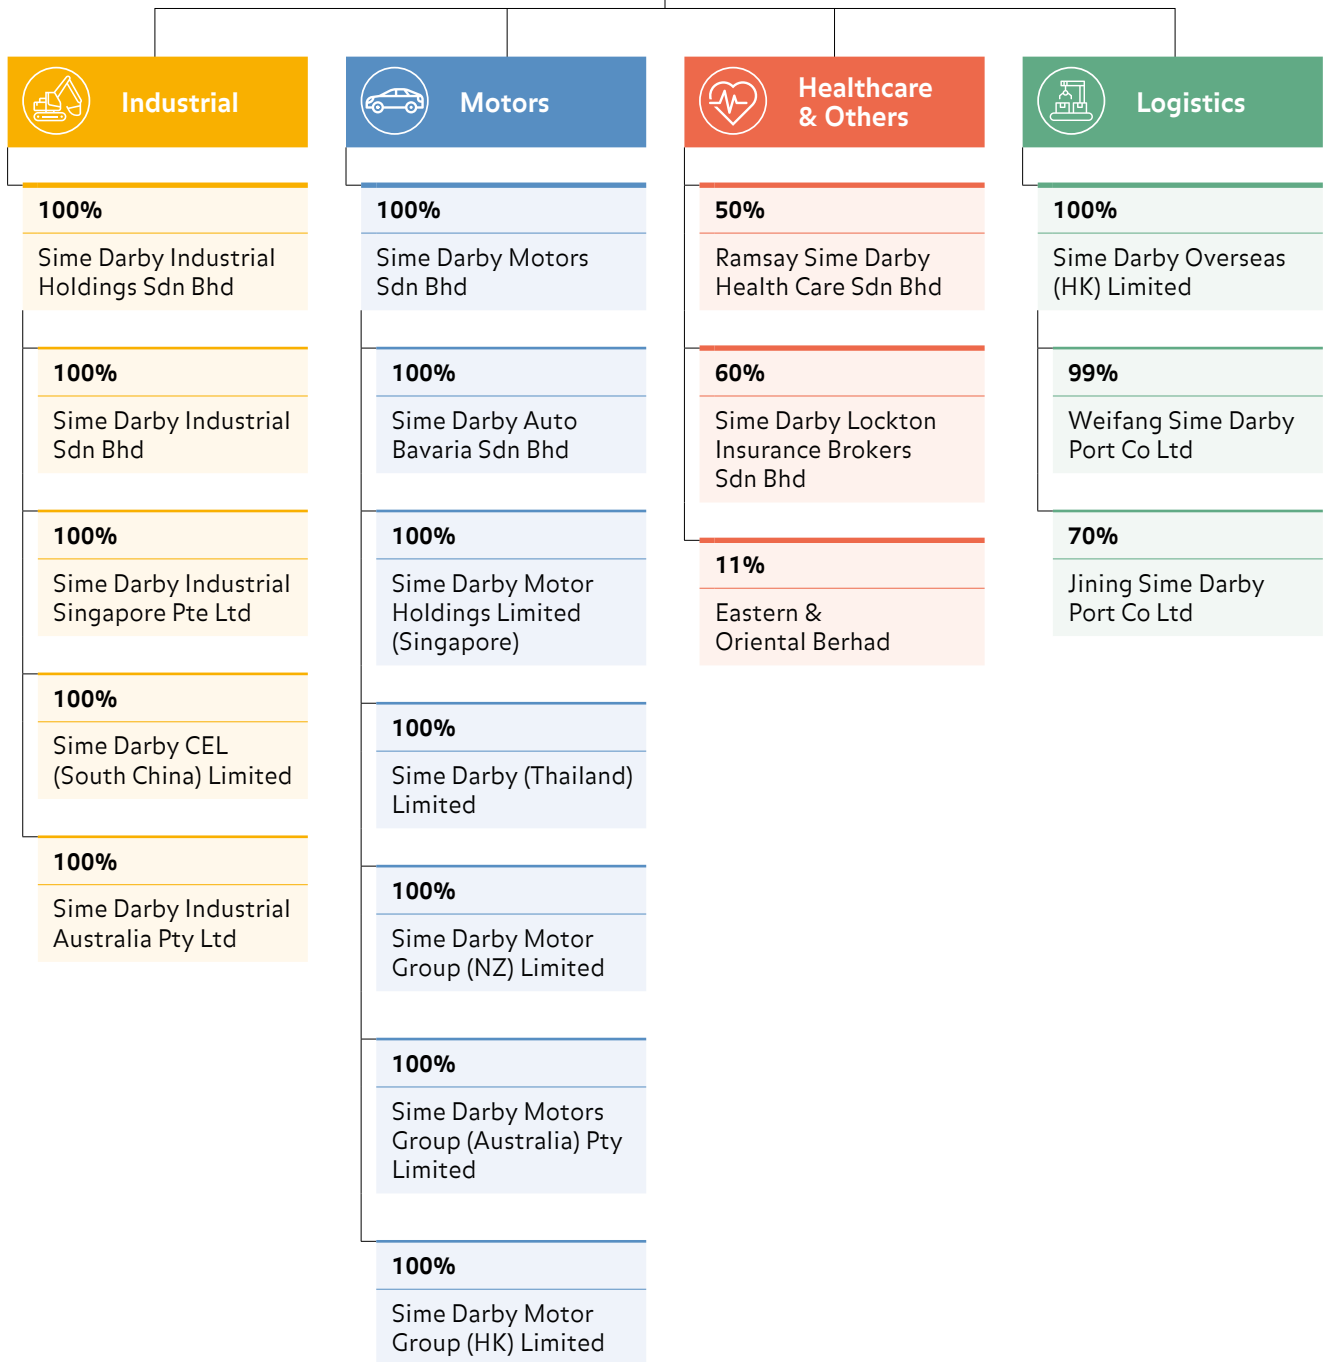 Industrial
100%
Sime Darby Industrial
Holdings Sdn Bhd
100%
Sime Darby Industrial
Sdn Bhd
100%
Sime Darby Industrial
Singapore Pte Ltd
100%
Sime Darby CEL
(South China) Limited
100%
Sime Darby Industrial
Australia Pty Ltd
Motors
100%
Sime Darby Motors
Sdn Bhd
100%
Sime Darby Auto
Bavaria Sdn Bhd
100%
Sime Darby Motor
Holdings Limited
(Singapore)
100%
Sime Darby (Thailand)
Limited
100%
Sime Darby Motor
Group (NZ) Limited
100%
Sime Darby Motors
Group (Australia) Pty
Limited
100%
Sime Darby Motor
Group (HK) Limited
Healthcare
& Others
50%
Ramsay Sime Darby
Health Care Sdn Bhd
60%
Sime Darby Lockton
Insurance Brokers
Sdn Bhd
11%
Eastern &
Oriental Berhad
Logistics
100%
Sime Darby Overseas
(HK) Limited
99%
Weifang Sime Darby
Port Co Ltd
70%
Jining Sime Darby
Port Co Ltd